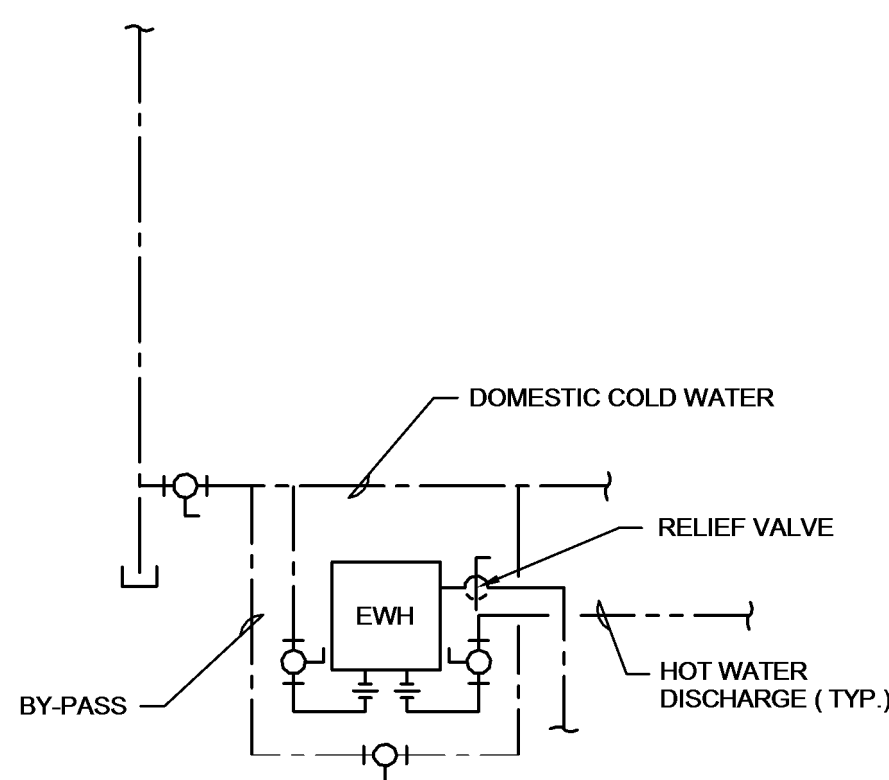 DOMESTIC COLD WATER
RELIEF VALVE
EWH
HOT WATER
DISCHARGE ( TYP.)
BY-PASS